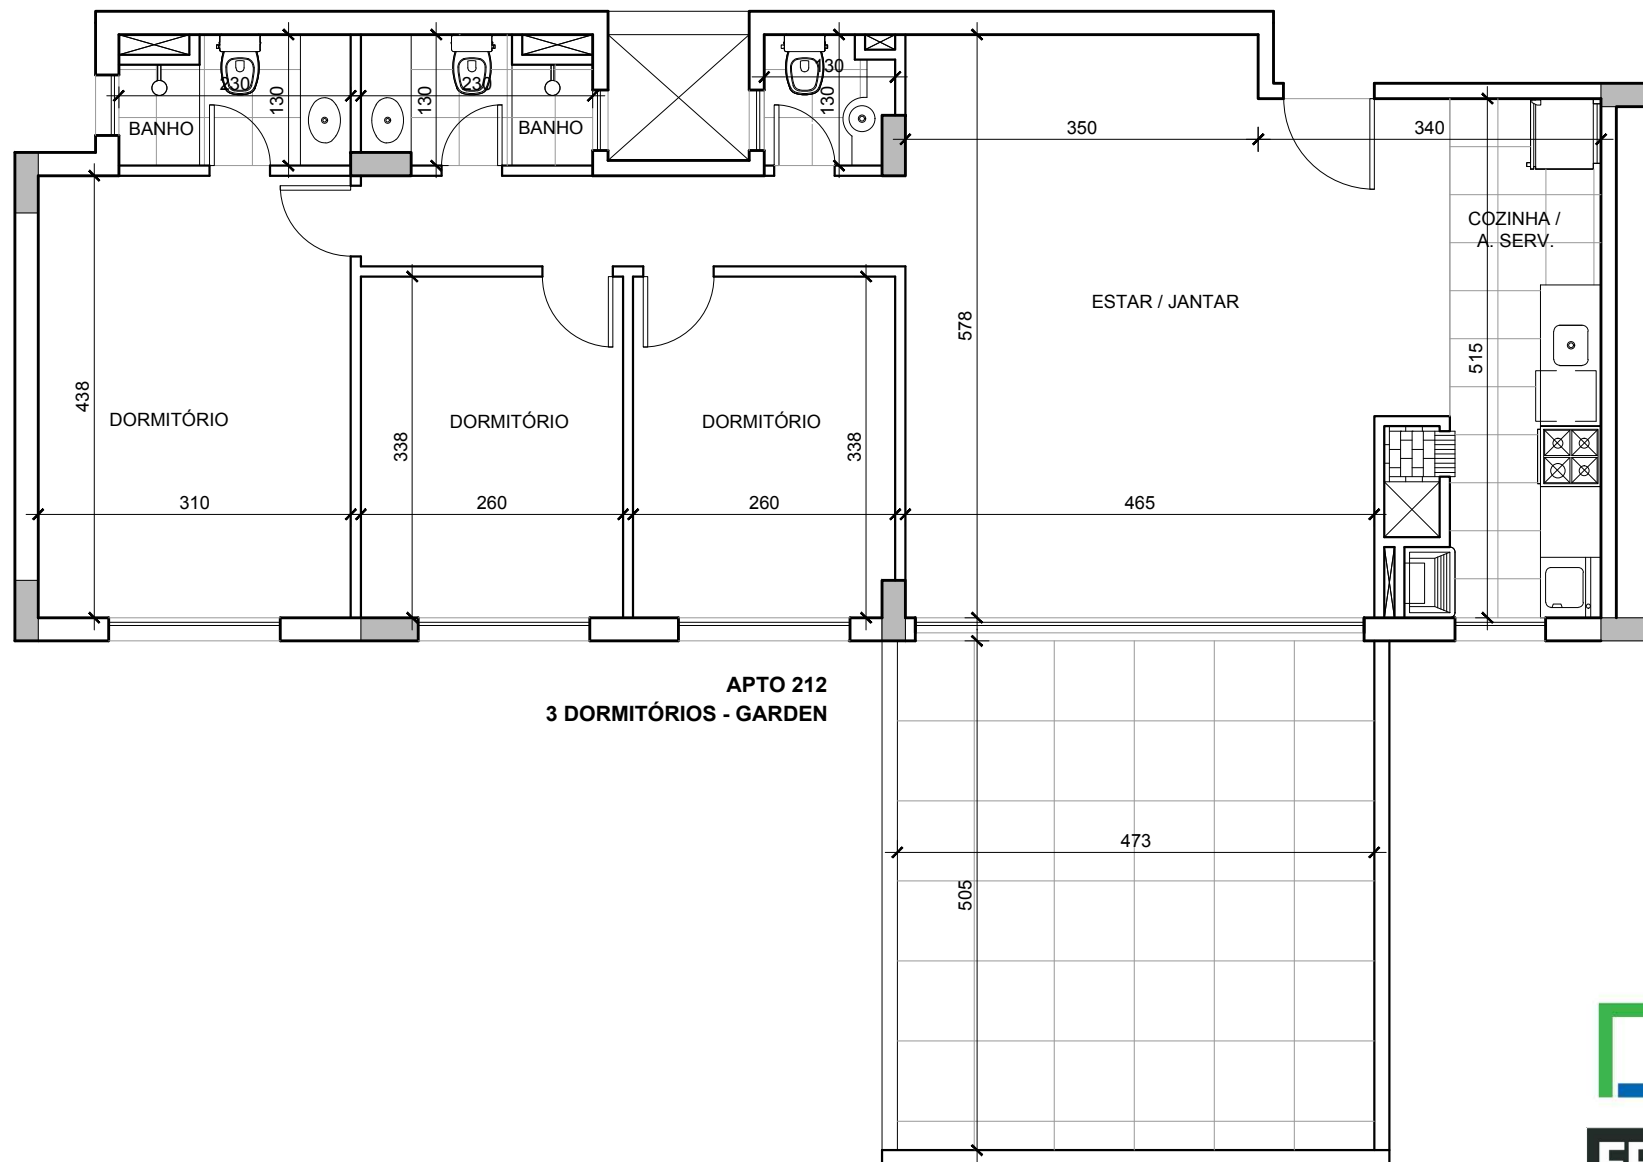 230
130
130
230
130
130
BANHO
BANHO
350
340
COZINHA /
A. SERV.
ESTAR / JANTAR
578
515
438
DORMITÓRIO
DORMITÓRIO
DORMITÓRIO
338
338
310
260
260
465
APTO 212
3 DORMITÓRIOS - GARDEN
473
505